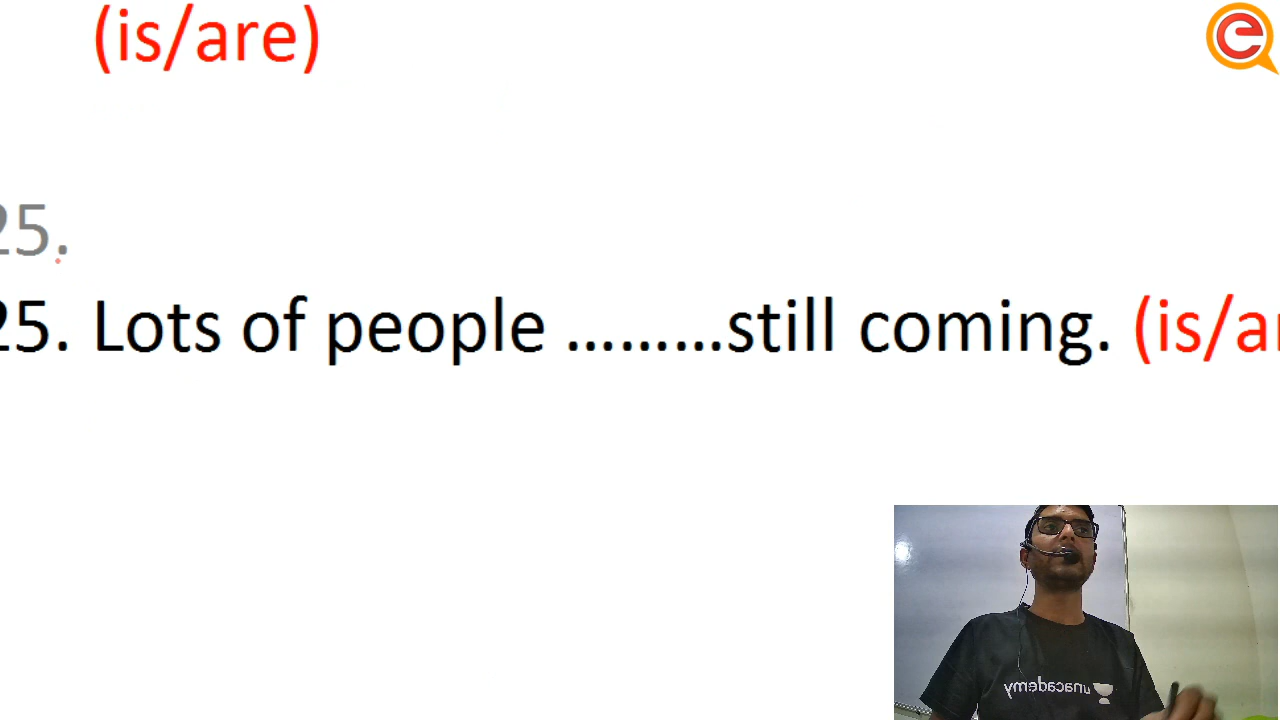 (is/are)
25.
25. Lots of people .........still coming. (is/ar
unacademy